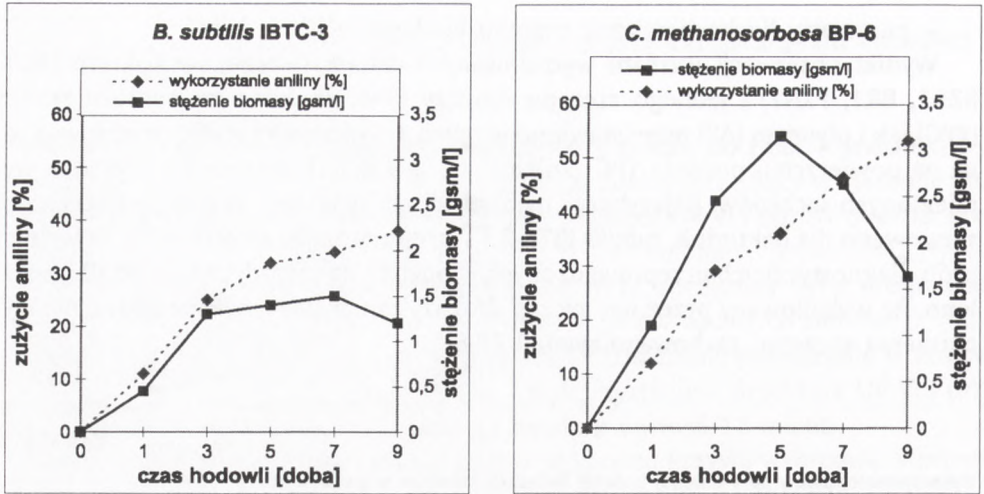 B. subtilis IBTC-3
wykorzystanie aniliny [%]
stężenie biomasy [gsm/l]
zużycie aniliny [%]
60
50
40
30
20
10
0
3,5
3
2,5
2
1,5
1
0,5
0
stężenie biomasy [gsm/l]
0 1 3 5 7 9
czas hodowli [doba]
C. methanosorbosa BP-6
stężenie biomasy [gsm/l]
wykorzystanie aniliny [%]
zużycie aniliny [%]
60
50
40
30
20
10
0
3,5
3
2,5
2
1,5
1
0,5
0
stężenie biomasy [gsm/l]
0 1 3 5 7 9
czas hodowli [doba]